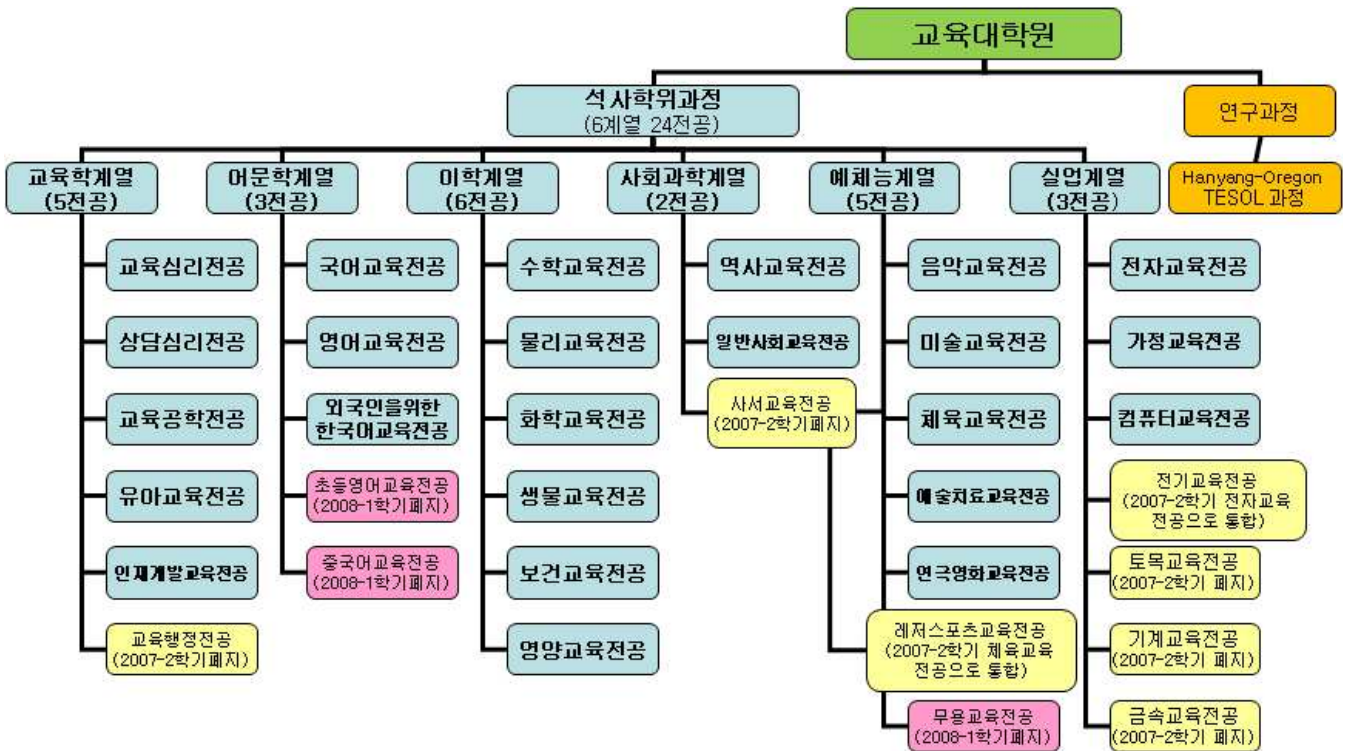 교육대학원
석사학위과정
(6계열 24전공)
연구과정
교육학계열
(5전공)
어문학계열
(3전공)
이학계열
(6전공)
사회과학계열
(2전공)
예체능계열
(5전공)
실업계열
(3전공)
Hanyang-Oregon
TESOL 과정
교육심리전공
상담심리전공
교육공학전공
유아교육전공
인재개발교육전공
교육행정전공
(2007-2학기폐지)
국어교육전공
영어교육전공
외국인을위한
한국어교육전공
초등영어교육전공
(2008-1학기폐지)
중국어교육전공
(2008-1학기폐지)
수학교육전공
물리교육전공
화학교육전공
생물교육전공
보건교육전공
영양교육전공
역사교육전공
일반사회교육전공
사서교육전공
(2007-2학기폐지)
음악교육전공
미술교육전공
체육교육전공
예술치료교육전공
연극영화교육전공
레저스포츠교육전공
(2007-2학기 체육교육
전공으로 통합)
무용교육전공
(2008-1학기폐지)
전자교육전공
가정교육전공
컴퓨터교육전공
전기교육전공
(2007-2학기 전자교육
전공으로 통합)
토목교육전공
(2007-2학기 폐지)
기계교육전공
(2007-2학기 폐지)
금속교육전공
(2007-2학기 폐지)